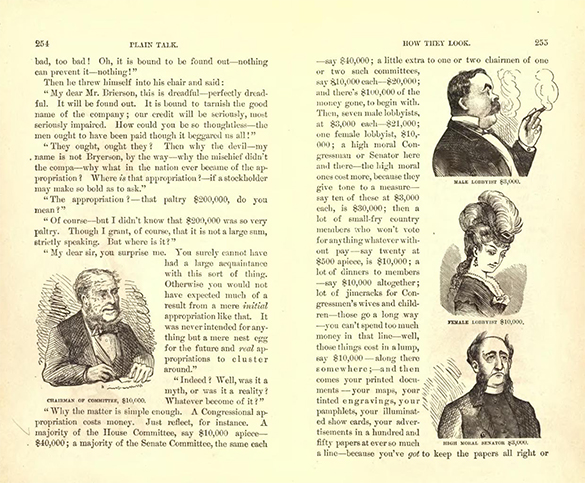 254
PLAIN TALK.
bad, too bad! Oh, it is bound to be found out—nothing
can prevent it—nothing!"
Then he threw himself into his chair and said:
"My dear Mr. Brierson, this is dreadful—perfectly dread-
ful. It will be found out. It is bound to tarnish the good
name of the company; our credit will be seriously, most
seriously impaired. How could you be so thoughtless—the
men ought to have been paid though it beggared us all!"
"They ought, ought they? Then why the devil—my
name is not Bryerson, by the way—why the mischief didn't
the compa—why what in the nation ever became of the ap-
propriation? Where is that appropriation?—if a stockholder
may make so bold as to ask."
"The appropriation?—that paltry $200,000, do you
mean?"
"Of course—but I didn't know that $200,000 was so very
paltry. Though I grant, of course, that it is not a large sum,
strictly speaking. But where is it?"
"My dear sir, you surprise me. You surely cannot have
had a large acquaintance
with this sort of thing.
Otherwise you would not
have expected much of a
result from a mere initial
appropriation like that. It
was never intended for any-
thing but a mere nest egg
for the future and real ap-
propriations to cluster
around."
"Indeed? Well, was it a
myth, or was it a reality?
Whatever become of it?"
CHAIRMAN OF COMMITTEE, $10,000.
"Why the matter is simple enough. A Congressional ap-
propriation costs money. Just reflect, for instance. A
majority of the House Committee, say $10,000 apiece—
$40,000; a majority of the Senate Committee, the same each
HOW THEY LOOK.
255
—say $40,000; a little extra to one or two chairmen of one
or two such committees,
say $10,000 each—$20,000;
and there's $100,000 of the
money gone, to begin with.
Then, seven male lobbyists,
at $3,000 each—$21,000;
one female lobbyist, $10,-
000; a high moral Con-
gressman or Senator here
and there—the high moral
ones cost more, because they
give tone to a measure—
say ten of these at $3,000
each, is $30,000; then a
lot of small-fry country
members who won't vote
for anything whatever with-
out pay—say twenty at
$500 apiece, is $10,000; a
lot of dinners to members
—say $10,000 altogether;
lot of jimcracks for Con-
gressmen's wives and child-
ren—those go a long way
—you can't spend too much
money in that line—well,
those things cost in a lump,
say $10,000—along there
somewhere;—and then
comes your printed docu-
ments—your maps, your
tinted engravings, your
pamphlets, your illuminat-
ed show cards, your adver-
tisements in a hundred and
fifty papers at ever so much
a line—because you've got to keep the papers all right or
MALE LOBBYIST $3,000.
FEMALE LOBBYIST $10,000.
HIGH MORAL SENATOR $3,000.